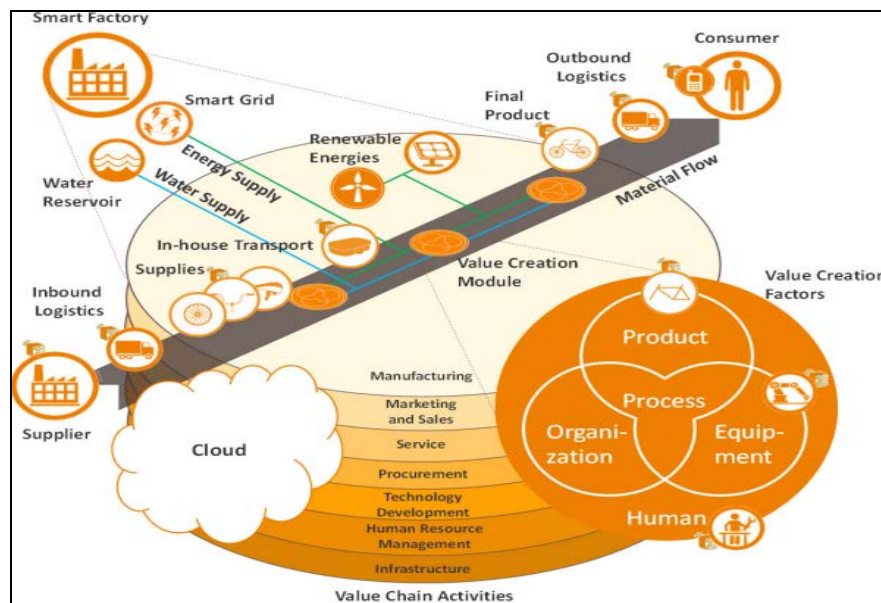 Smart Factory
Consumer
Outbound
Logistics
Smart Grid
Final
Product
Renewable
Energies
Water
Reservoir
Energy Supply
Water Supply
Material Flow
In-house Transport
Supplies
Value Creation
Module
Inbound
Logistics
Value Creation
Factors
Supplier
Cloud
Manufacturing
Marketing
and Sales
Service
Procurement
Technology
Development
Human Resource
Management
Infrastructure
Value Chain Activities
Product
Process
Organi-
zation
Equip-
ment
Human